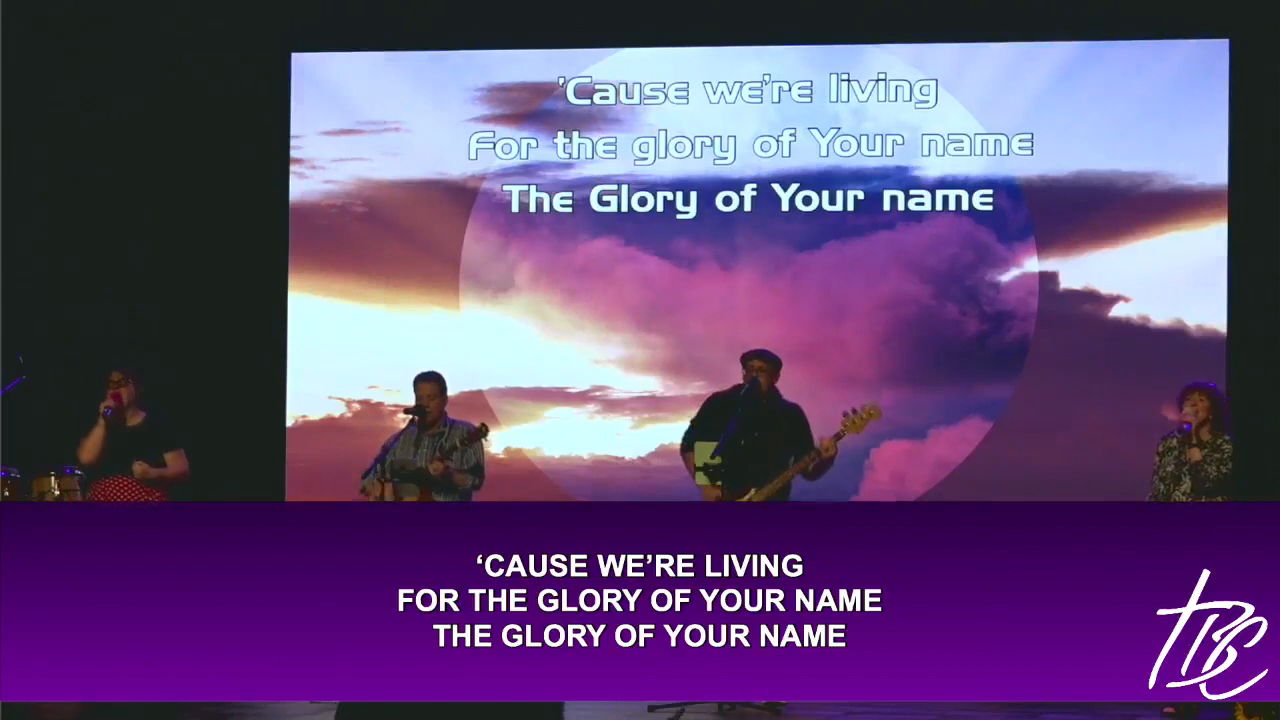 'Cause we're living
For the glory of Your name
The Glory of Your name
‘CAUSE WE’RE LIVING
FOR THE GLORY OF YOUR NAME
THE GLORY OF YOUR NAME
TBC